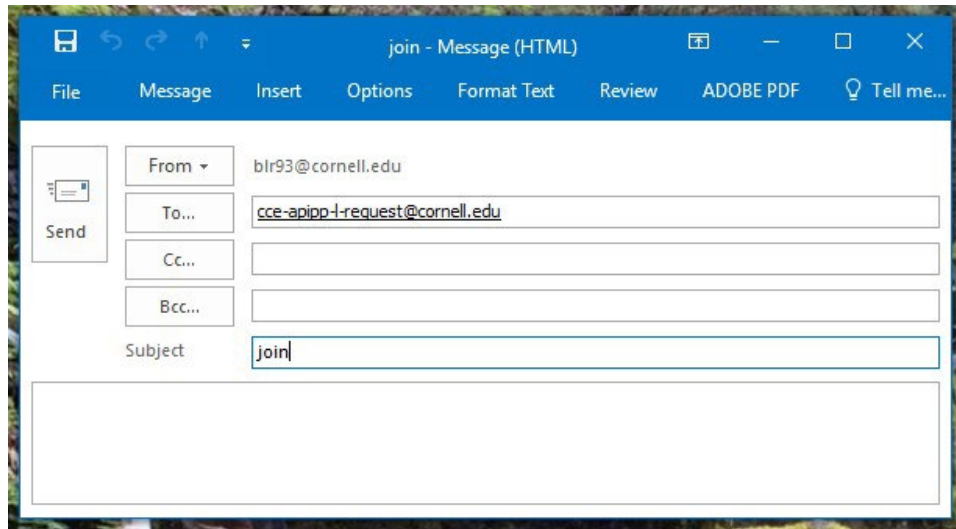 join - Message (HTML)
File Message Insert Options Format Text Review ADOBE PDF Tell me...
From blr93@cornell.edu
To... cce-apipp-l-request@cornell.edu
Send
Cc...
Bcc...
Subject join